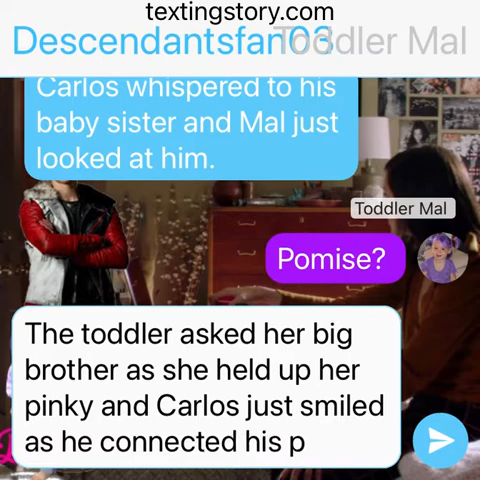 textingstory.com
Descendantsfan03 Toddler Mal
Carlos whispered to his
baby sister and Mal just
looked at him.
Toddler Mal
Pomise?
The toddler asked her big
brother as she held up her
pinky and Carlos just smiled
as he connected his p